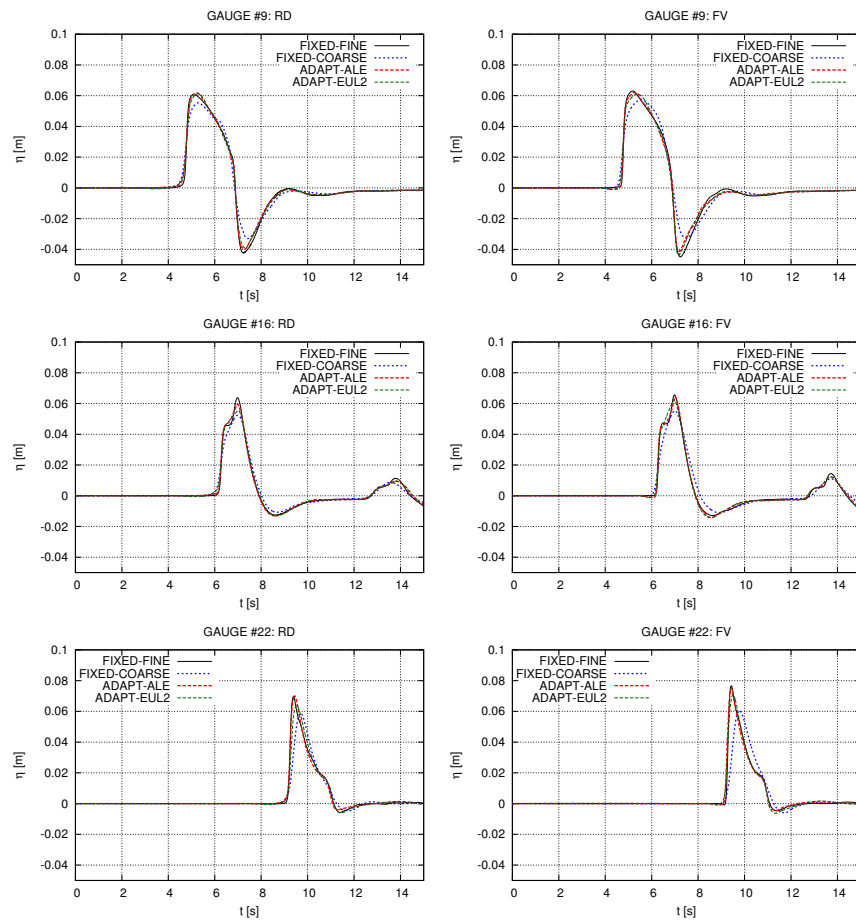 GAUGE #9: RD
0.1
0.08
0.06
0.04
0.02
0
-0.02
-0.04
0 2 4 6 8 10 12 14
η [m]
t [s]
FIXED-FINE
FIXED-COARSE
ADAPT-ALE
ADAPT-EUL2
GAUGE #9: FV
0.1
0.08
0.06
0.04
0.02
0
-0.02
-0.04
0 2 4 6 8 10 12 14
η [m]
t [s]
FIXED-FINE
FIXED-COARSE
ADAPT-ALE
ADAPT-EUL2
GAUGE #16: RD
0.1
0.08
0.06
0.04
0.02
0
-0.02
-0.04
0 2 4 6 8 10 12 14
η [m]
t [s]
FIXED-FINE
FIXED-COARSE
ADAPT-ALE
ADAPT-EUL2
GAUGE #16: FV
0.1
0.08
0.06
0.04
0.02
0
-0.02
-0.04
0 2 4 6 8 10 12 14
η [m]
t [s]
FIXED-FINE
FIXED-COARSE
ADAPT-ALE
ADAPT-EUL2
GAUGE #22: RD
0.1
0.08
0.06
0.04
0.02
0
-0.02
-0.04
0 2 4 6 8 10 12 14
η [m]
t [s]
FIXED-FINE
FIXED-COARSE
ADAPT-ALE
ADAPT-EUL2
GAUGE #22: FV
0.1
0.08
0.06
0.04
0.02
0
-0.02
-0.04
0 2 4 6 8 10 12 14
η [m]
t [s]
FIXED-FINE
FIXED-COARSE
ADAPT-ALE
ADAPT-EUL2